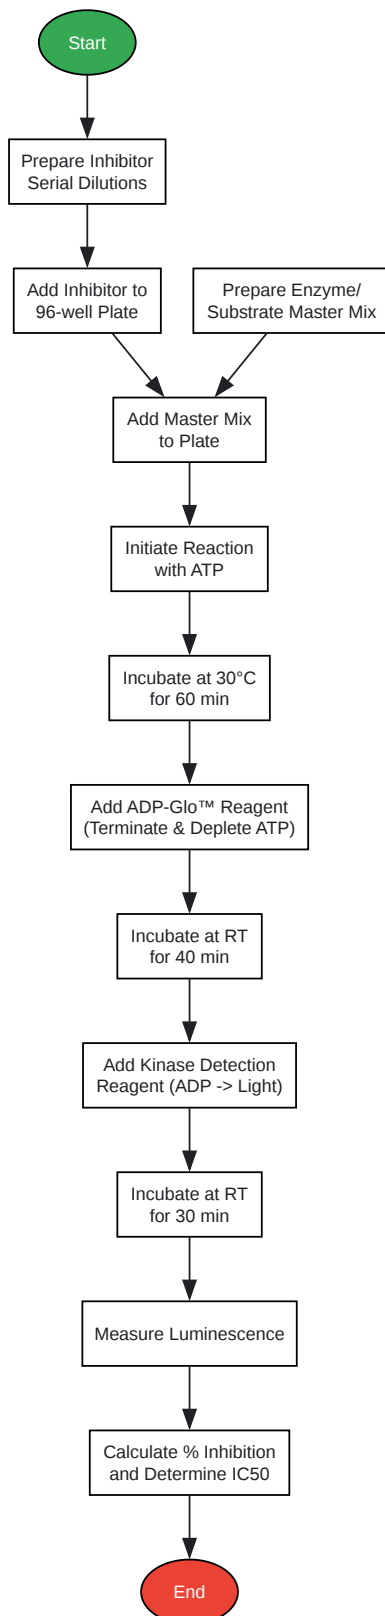 Start
Prepare Inhibitor
Serial Dilutions
Add Inhibitor to
96-well Plate
Prepare Enzyme/
Substrate Master Mix
Add Master Mix
to Plate
Initiate Reaction
with ATP
Incubate at 30°C
for 60 min
Add ADP-Glo™ Reagent
(Terminate & Deplete ATP)
Incubate at RT
for 40 min
Add Kinase Detection
Reagent (ADP -> Light)
Incubate at RT
for 30 min
Measure Luminescence
Calculate % Inhibition
and Determine IC50
End